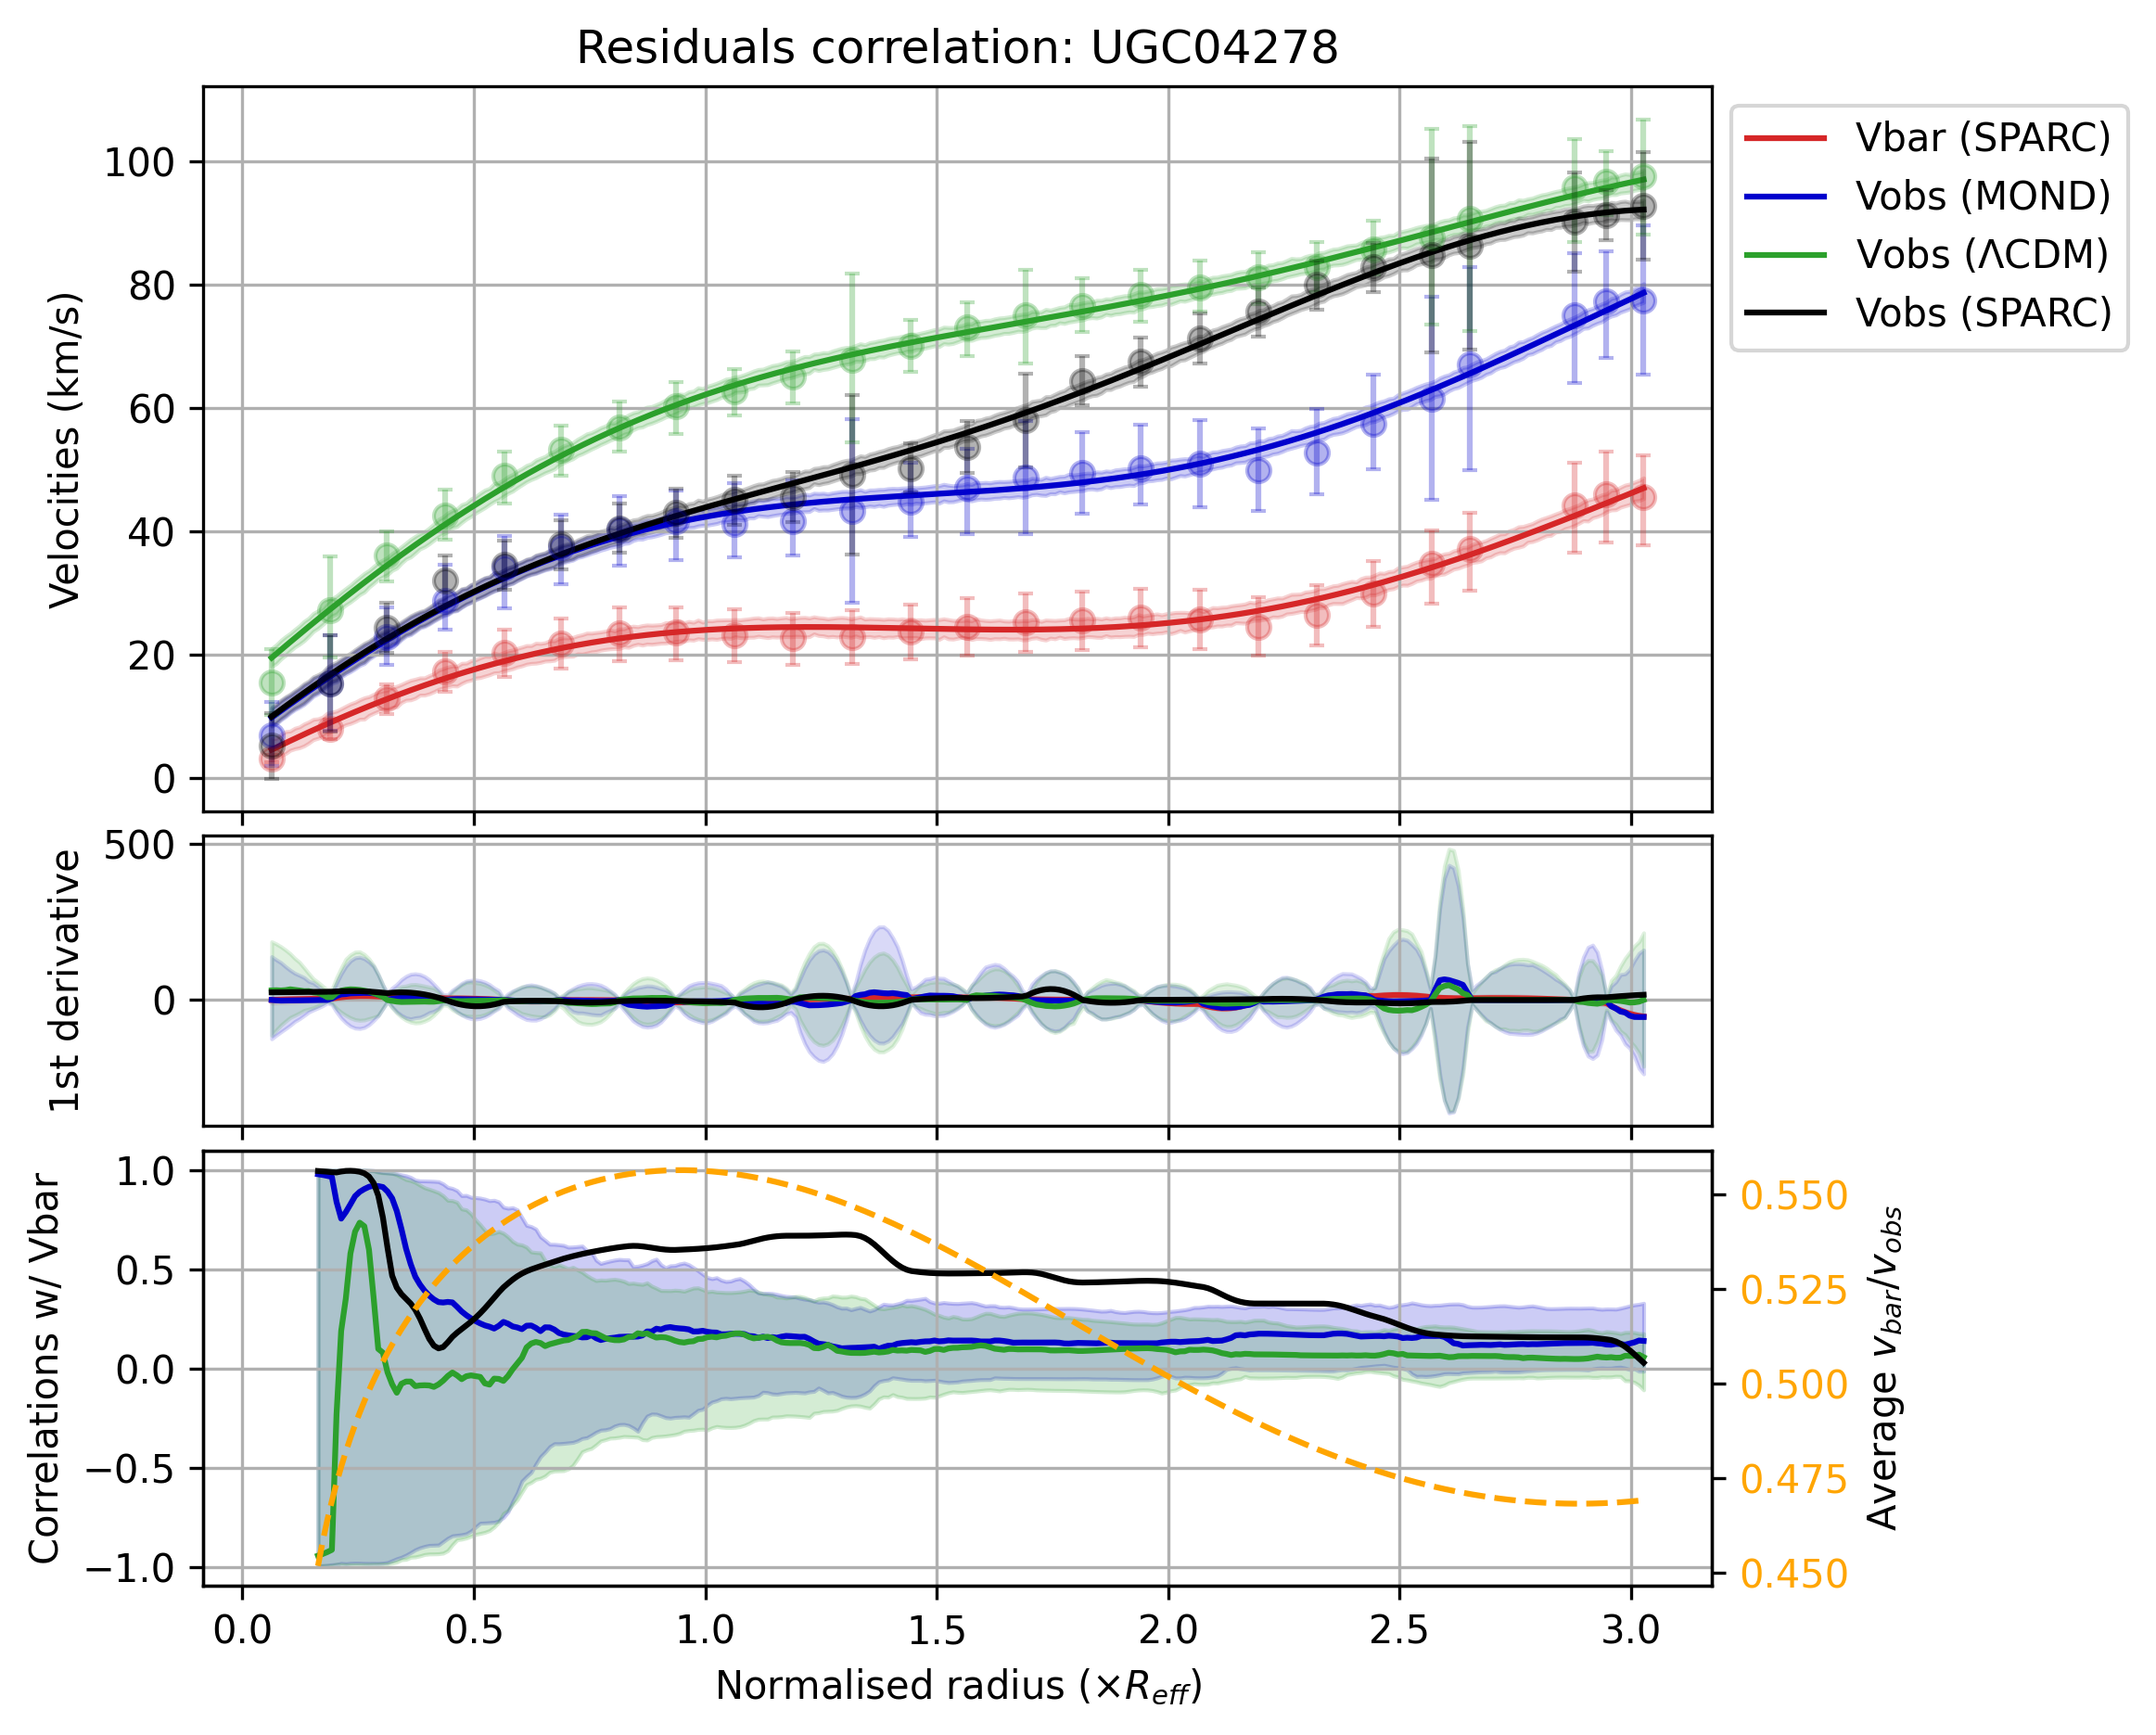 Residuals correlation: UGC04278
Vbar (SPARC)
Vobs (MOND)
Vobs (ΛCDM)
Vobs (SPARC)
Velocities (km/s)
100
80
60
40
20
0
1st derivative
500
0
Correlations w/ Vbar
1.0
0.5
0.0
−0.5
−1.0
0.550
0.525
0.500
0.475
0.450
Average v_bar/v_obs
0.0 0.5 1.0 1.5 2.0 2.5 3.0
Normalised radius (×R_eff)